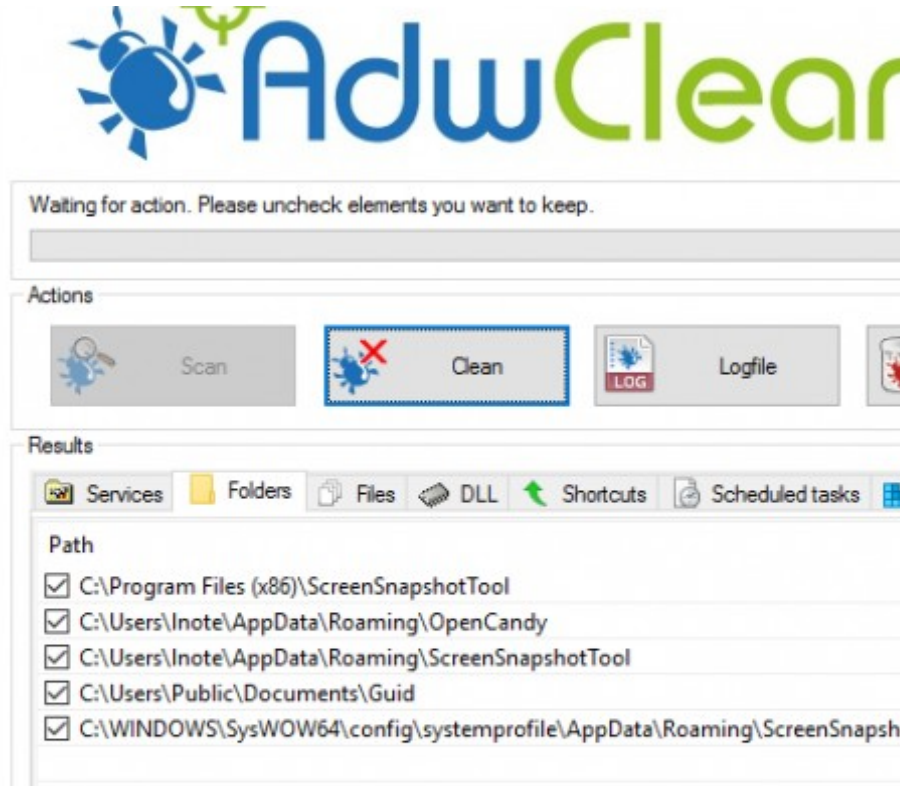 AdwClear
Waiting for action. Please uncheck elements you want to keep.
Actions
Scan
Clean
LOG
Logfile
Results
Services Folders Files DLL Shortcuts Scheduled tasks
Path
C:\Program Files (x86)\ScreenSnapshotTool
C:\Users\Inote\AppData\Roaming\OpenCandy
C:\Users\Inote\AppData\Roaming\ScreenSnapshotTool
C:\Users\Public\Documents\Guid
C:\WINDOWS\SysWOW64\config\systemprofile\AppData\Roaming\ScreenSnapsh